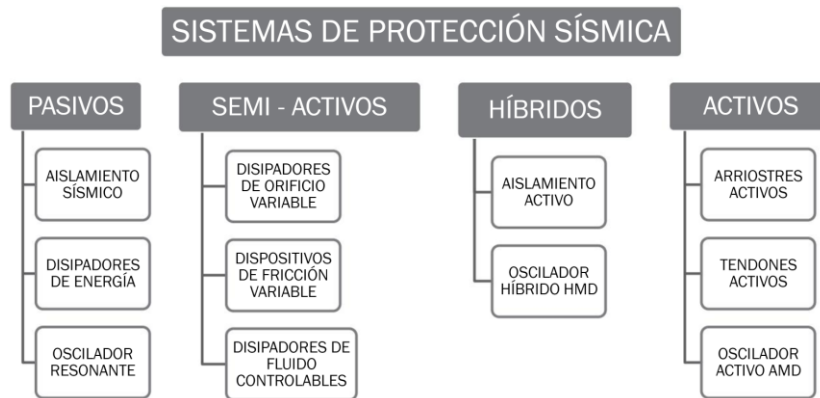 SISTEMAS DE PROTECCIÓN SÍSMICA
PASIVOS
AISLAMIENTO
SÍSMICO
DISIPADORES
DE ENERGÍA
OSCILADOR
RESONANTE
SEMI - ACTIVOS
DISIPADORES
DE ORIFICIO
VARIABLE
DISPOSITIVOS
DE FRICCIÓN
VARIABLE
DISIPADORES DE
FLUIDO
CONTROLABLES
HÍBRIDOS
AISLAMIENTO
ACTIVO
OSCILADOR
HÍBRIDO HMD
ACTIVOS
ARRIOSTRES
ACTIVOS
TENDONES
ACTIVOS
OSCILADOR
ACTIVO AMD